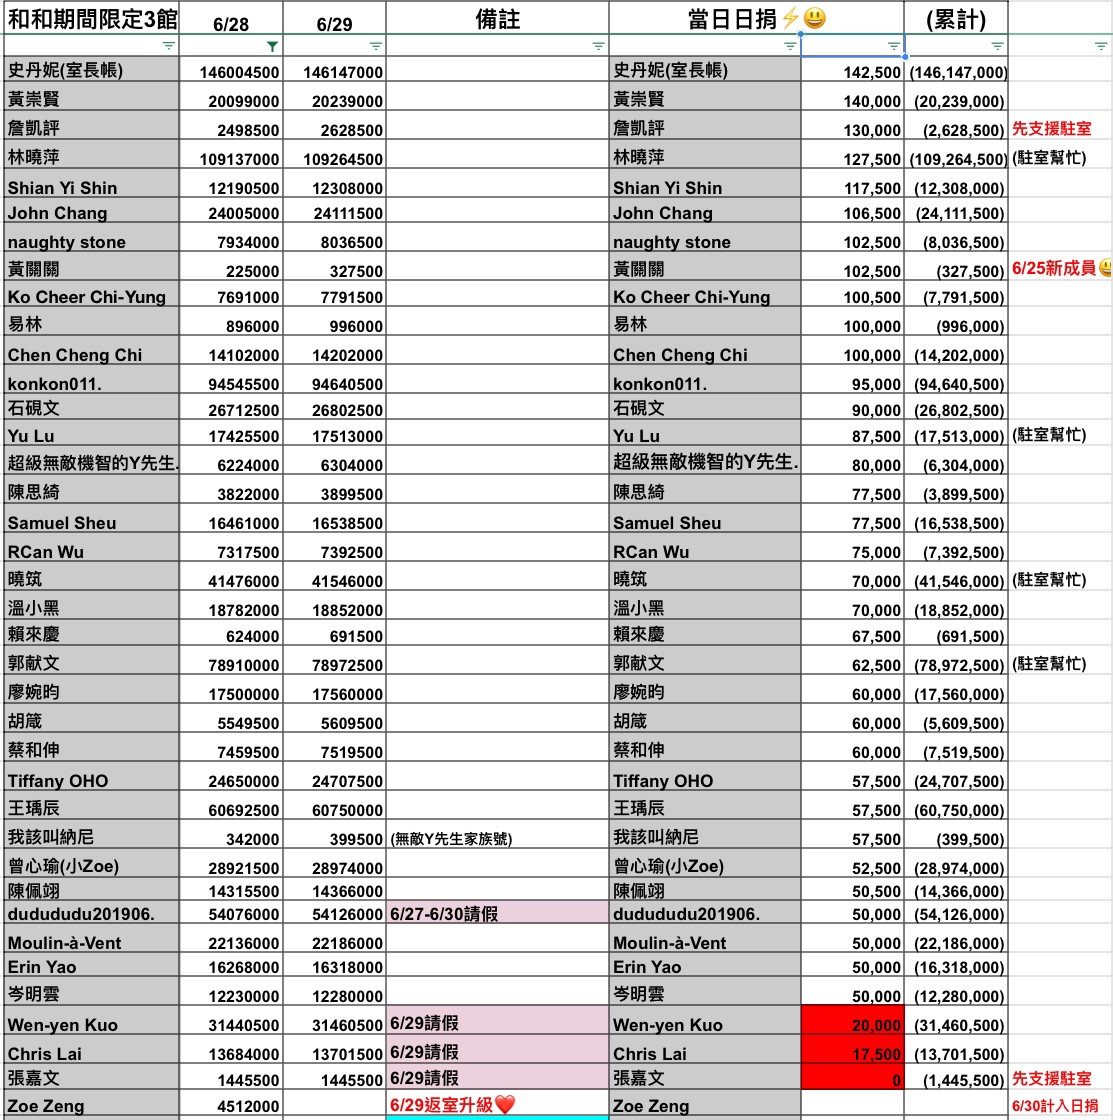 和和期間限定3館 6/28 6/29 備註 當日日捐⚡😃 (累計)
史丹妮(室長帳) 146004500 146147000 史丹妮(室長帳) 142,500 (146,147,000)
黃崇賢 20099000 20239000 黃崇賢 140,000 (20,239,000)
詹凱評 2498500 2628500 詹凱評 130,000 (2,628,500) 先支援駐室
林曉萍 109137000 109264500 林曉萍 127,500 (109,264,500) (駐室幫忙)
Shian Yi Shin 12190500 12308000 Shian Yi Shin 117,500 (12,308,000)
John Chang 24005000 24111500 John Chang 106,500 (24,111,500)
naughty stone 7934000 8036500 naughty stone 102,500 (8,036,500)
黃關關 225000 327500 黃關關 102,500 (327,500) 6/25新成員😃
Ko Cheer Chi-Yung 7691000 7791500 Ko Cheer Chi-Yung 100,500 (7,791,500)
易林 896000 996000 易林 100,000 (996,000)
Chen Cheng Chi 14102000 14202000 Chen Cheng Chi 100,000 (14,202,000)
konkon011. 94545500 94640500 konkon011. 95,000 (94,640,500)
石硯文 26712500 26802500 石硯文 90,000 (26,802,500)
Yu Lu 17425500 17513000 Yu Lu 87,500 (17,513,000) (駐室幫忙)
超級無敵機智的Y先生. 6224000 6304000 超級無敵機智的Y先生. 80,000 (6,304,000)
陳思綺 3822000 3899500 陳思綺 77,500 (3,899,500)
Samuel Sheu 16461000 16538500 Samuel Sheu 77,500 (16,538,500)
RCan Wu 7317500 7392500 RCan Wu 75,000 (7,392,500)
曉筑 41476000 41546000 曉筑 70,000 (41,546,000) (駐室幫忙)
溫小黑 18782000 18852000 溫小黑 70,000 (18,852,000)
賴來慶 624000 691500 賴來慶 67,500 (691,500)
郭献文 78910000 78972500 郭献文 62,500 (78,972,500) (駐室幫忙)
廖婉昀 17500000 17560000 廖婉昀 60,000 (17,560,000)
胡箴 5549500 5609500 胡箴 60,000 (5,609,500)
蔡和伸 7459500 7519500 蔡和伸 60,000 (7,519,500)
Tiffany OHO 24650000 24707500 Tiffany OHO 57,500 (24,707,500)
王瑀辰 60692500 60750000 王瑀辰 57,500 (60,750,000)
我該叫納尼 342000 399500 (無敵Y先生家族號) 我該叫納尼 57,500 (399,500)
曾心瑜(小Zoe) 28921500 28974000 曾心瑜(小Zoe) 52,500 (28,974,000)
陳佩翊 14315500 14366000 陳佩翊 50,500 (14,366,000)
dudududu201906. 54076000 54126000 6/27-6/30請假 dudududu201906. 50,000 (54,126,000)
Moulin-à-Vent 22136000 22186000 Moulin-à-Vent 50,000 (22,186,000)
Erin Yao 16268000 16318000 Erin Yao 50,000 (16,318,000)
岑明雲 12230000 12280000 岑明雲 50,000 (12,280,000)
Wen-yen Kuo 31440500 31460500 6/29請假 Wen-yen Kuo 20,000 (31,460,500)
Chris Lai 13684000 13701500 6/29請假 Chris Lai 17,500 (13,701,500)
張嘉文 1445500 1445500 6/29請假 張嘉文 0 (1,445,500) 先支援駐室
Zoe Zeng 4512000 6/29返室升級❤️ Zoe Zeng 6/30計入日捐